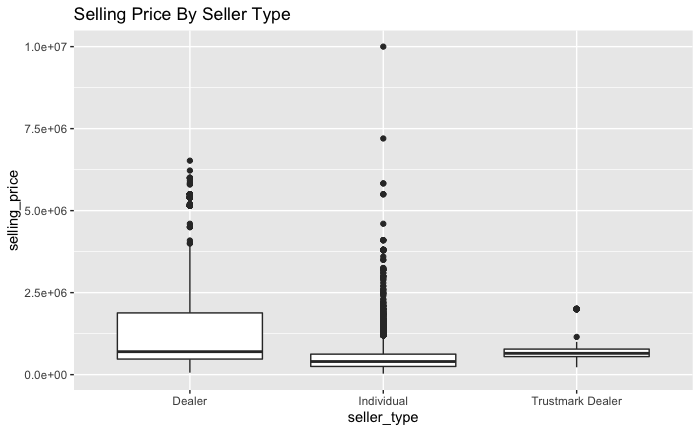 Selling Price By Seller Type
1.0e+07
7.5e+06
5.0e+06
2.5e+06
0.0e+00
selling_price
Dealer Individual Trustmark Dealer
seller_type